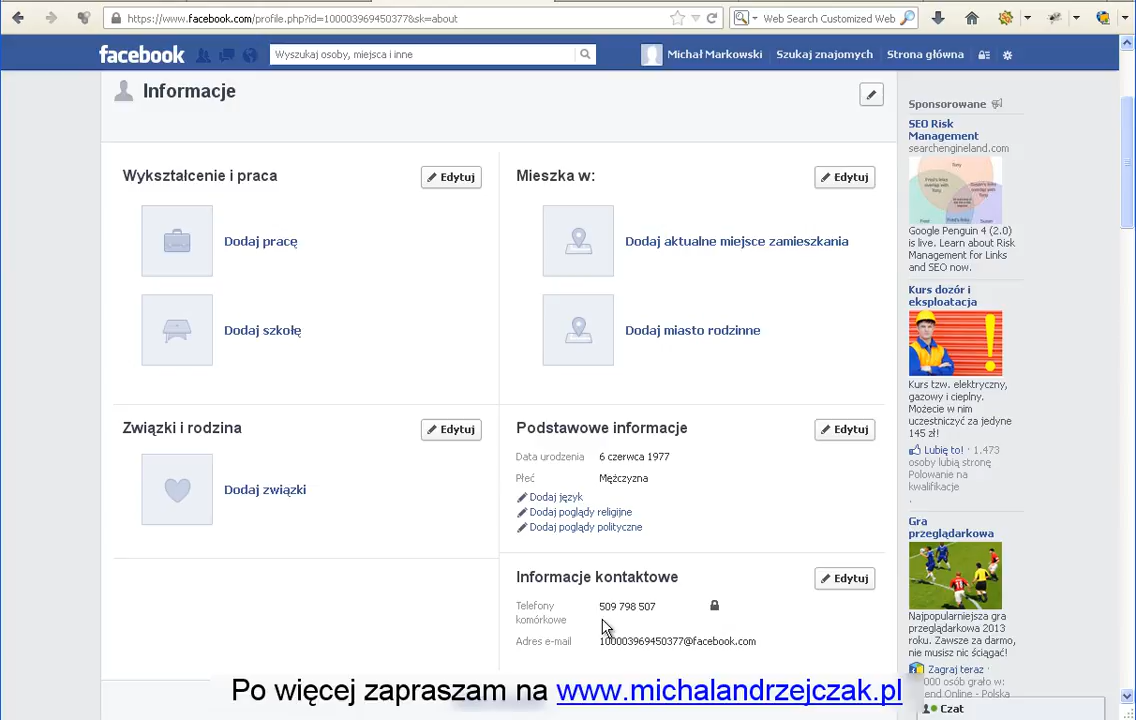 https://www.facebook.com/profile.php?id=100003969450377&sk=about
Web Search Customized Web
facebook
Wyszukaj osoby, miejsca i inne
Michał Markowski
Szukaj znajomych
Strona główna
Informacje
Wykształcenie i praca
Edytuj
Dodaj pracę
Dodaj szkołę
Mieszka w:
Edytuj
Dodaj aktualne miejsce zamieszkania
Dodaj miasto rodzinne
Związki i rodzina
Edytuj
Dodaj związki
Podstawowe informacje
Edytuj
Data urodzenia 6 czerwca 1977
Płeć Mężczyzna
Dodaj język
Dodaj poglądy religijne
Dodaj poglądy polityczne
Informacje kontaktowe
Edytuj
Telefony 509 798 507
komórkowe
Adres e-mail 100003969450377@facebook.com
Sponsorowane
SEO Risk
Management
searchengineland.com
Google Penguin 4 (2.0)
is live. Learn about Risk
Management for Links
and SEO now.
Kurs dozór i
eksploatacja
Kurs tzw. elektryczny,
gazowy i cieplny.
Możecie w nim
uczestniczyć za jedyne
145 zł!
Lubię to! · 1.473
osoby lubią stronę
Polowanie na
kwalifikacje
.
Gra
przeglądarkowa
Najpopularniejsza gra
przeglądarkowa 2013
roku. Zawsze za darmo,
nie musisz nic ściągać!
Zagraj teraz ·
000 osób grało w:
end Online - Polska
Czat
Po więcej zapraszam na www.michalandrzejczak.pl